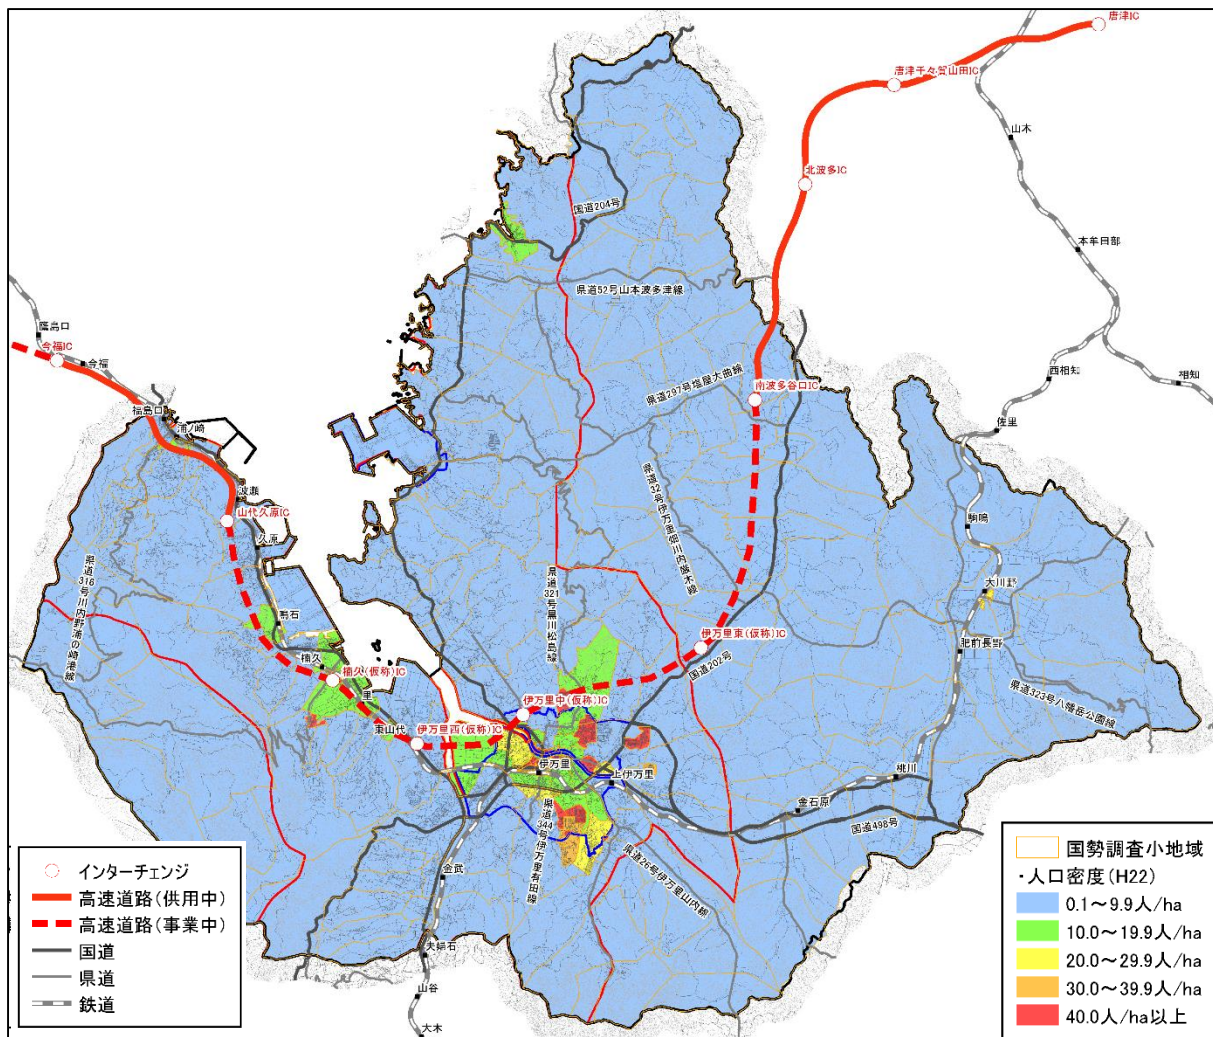 唐津IC
唐津千々賀山田IC
山本
北波多IC
国道204号
本牟田部
県道52号山本波多津線
鷹島口
今福IC
今福
西相知
相知
県道297号塩屋大曲線
南波多谷口IC
福島口
浦ノ崎
佐里
波瀬
山代久原IC
県道32号伊万里畑川内厳木線
駒鳴
久原
県道316号川内野浦の崎港線
県道321号黒川松島線
大川野
鳴石
伊万里東(仮称)IC
肥前長野
国道202号
楠久
楠久(仮称)IC
里
県道323号八幡岳公園線
伊万里中(仮称)IC
東山代
伊万里西(仮称)IC
伊万里
上伊万里
桃川
金石原
国道498号
県道344号伊万里有田線
県道26号伊万里山内線
金武
夫婦石
山谷
大木
インターチェンジ
高速道路(供用中)
高速道路(事業中)
国道
県道
鉄道
国勢調査小地域
・人口密度(H22)
0.1～9.9人/ha
10.0～19.9人/ha
20.0～29.9人/ha
30.0～39.9人/ha
40.0人/ha以上